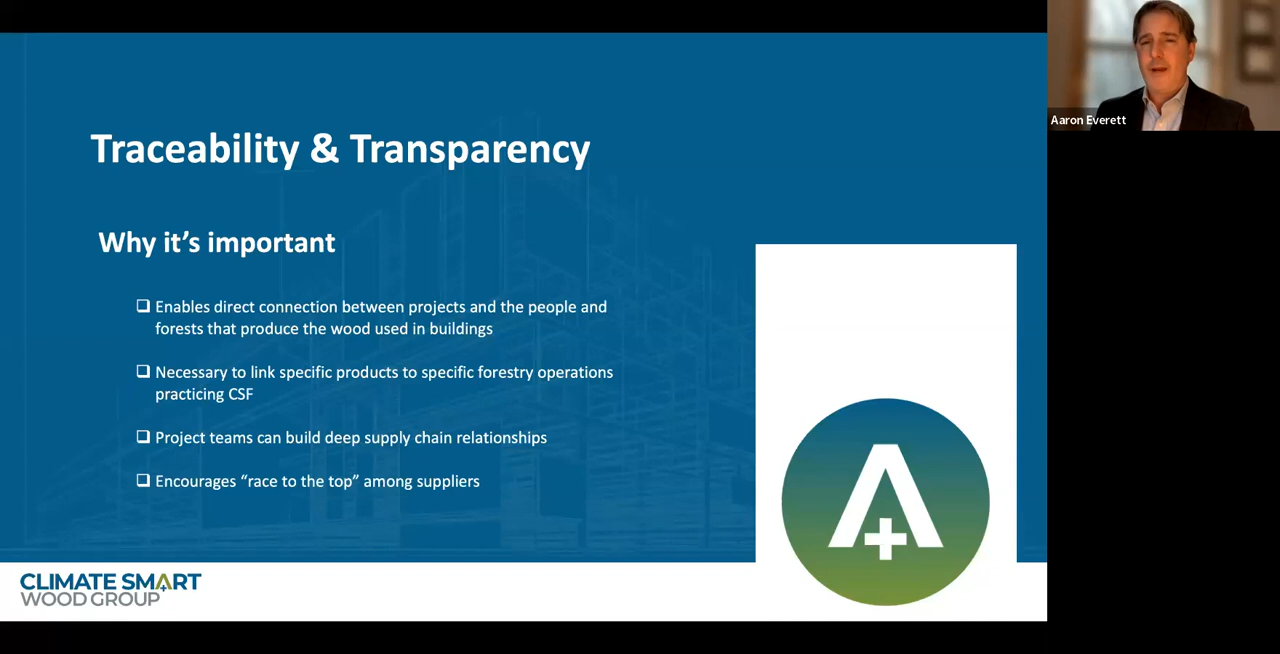 Traceability & Transparency
Why it’s important
❑ Enables direct connection between projects and the people and
forests that produce the wood used in buildings
❑ Necessary to link specific products to specific forestry operations
practicing CSF
❑ Project teams can build deep supply chain relationships
❑ Encourages “race to the top” among suppliers
CLIMATE SMART
WOOD GROUP
Aaron Everett